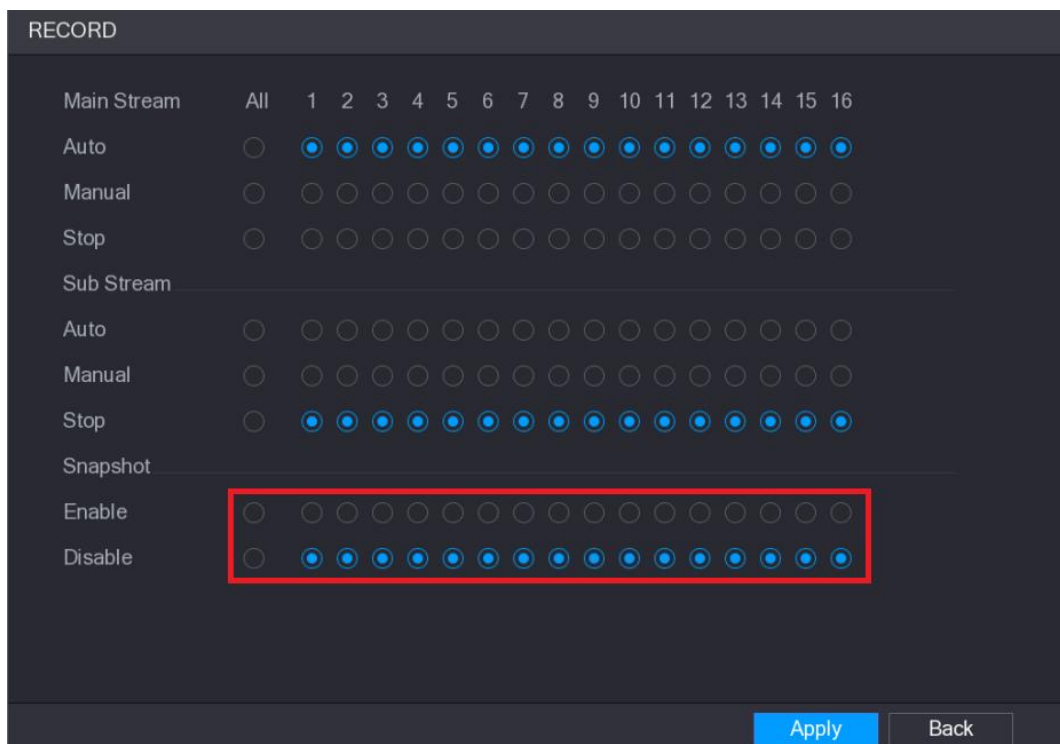 RECORD
Main Stream All 1 2 3 4 5 6 7 8 9 10 11 12 13 14 15 16
Auto
Manual
Stop
Sub Stream
Auto
Manual
Stop
Snapshot
Enable
Disable
Apply Back